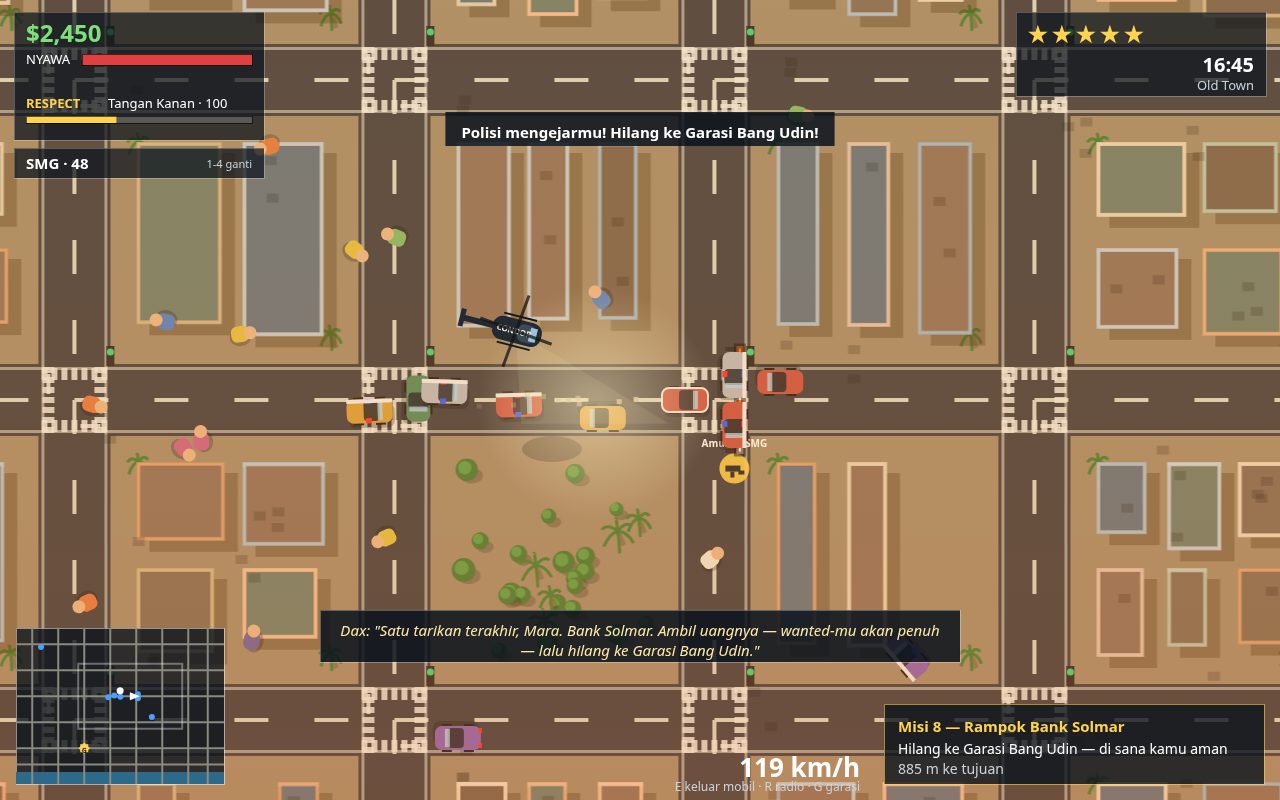 $2,450
NYAWA
RESPECT Tangan Kanan · 100
SMG · 48 1-4 ganti
★★★★★
16:45
Old Town
Polisi mengejarmu! Hilang ke Garasi Bang Udin!
SMG
Dax: "Satu tarikan terakhir, Mara. Bank Solmar. Ambil uangnya — wanted-mu akan penuh
— lalu hilang ke Garasi Bang Udin."
Misi 8 — Rampok Bank Solmar
Hilang ke Garasi Bang Udin — di sana kamu aman
885 m ke tujuan
119 km/h
E keluar mobil · R radio · G garasi